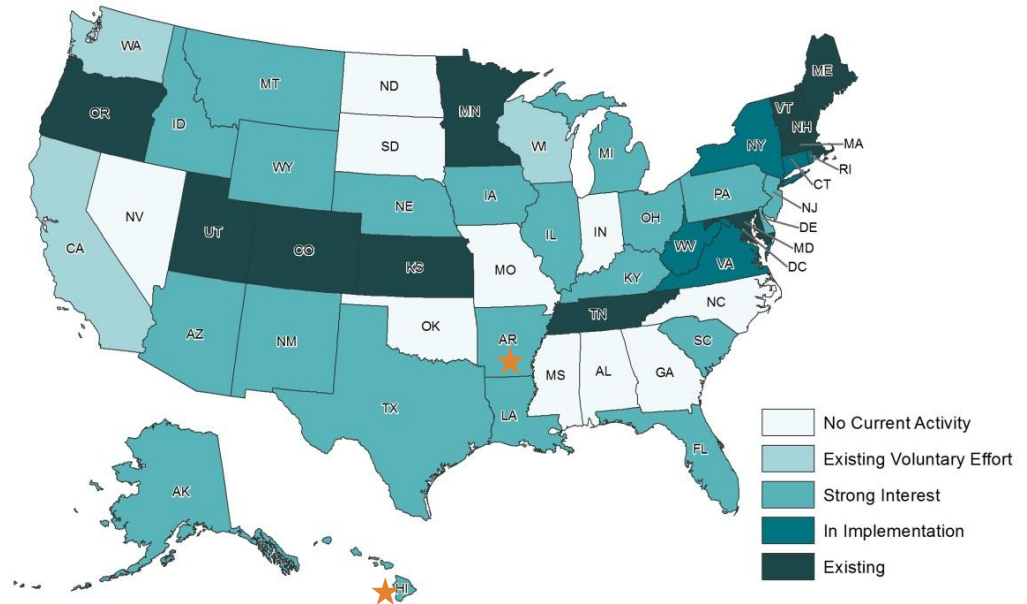 WA
MT
ND
MN
ME
OR
ID
SD
WI
MI
VT
NH
NY
MA
RI
CT
WY
IA
PA
NJ
NE
OH
DE
NV
UT
CO
IL
IN
MD
DC
CA
KS
MO
WV
VA
KY
NC
AZ
NM
OK
AR
TN
SC
MS
AL
GA
TX
LA
FL
AK
HI
No Current Activity
Existing Voluntary Effort
Strong Interest
In Implementation
Existing